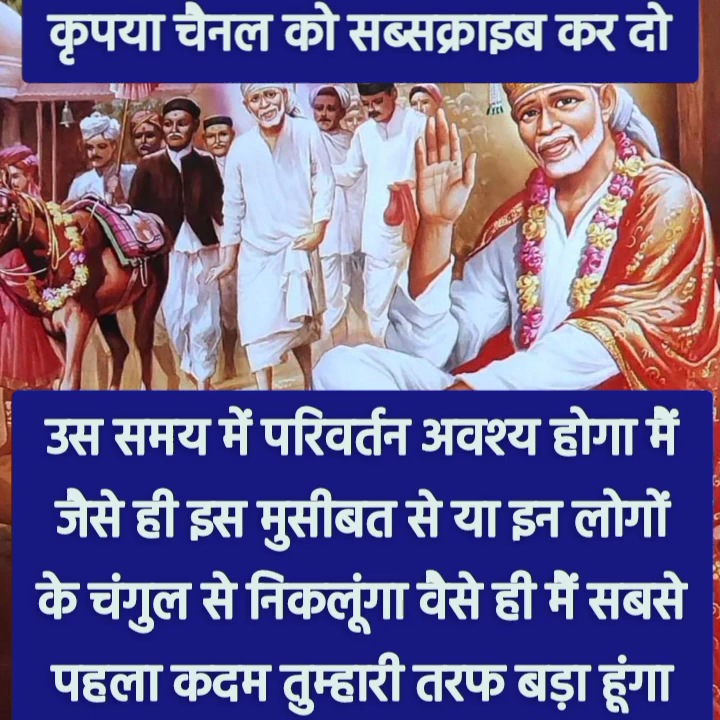 कृपया चैनल को सब्सक्राइब कर दो
उस समय में परिवर्तन अवश्य होगा मैं
जैसे ही इस मुसीबत से या इन लोगों
के चंगुल से निकलूंगा वैसे ही मैं सबसे
पहला कदम तुम्हारी तरफ बड़ा हूंगा